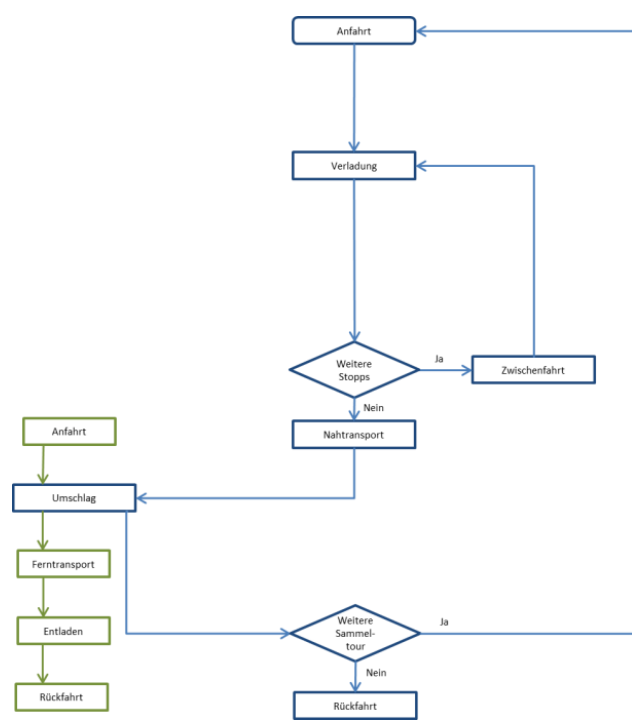 Anfahrt
Verladung
Weitere
Stopps
Ja
Zwischenfahrt
Nein
Nahtransport
Anfahrt
Umschlag
Ferntransport
Entladen
Rückfahrt
Weitere
Sammel-
tour
Ja
Nein
Rückfahrt